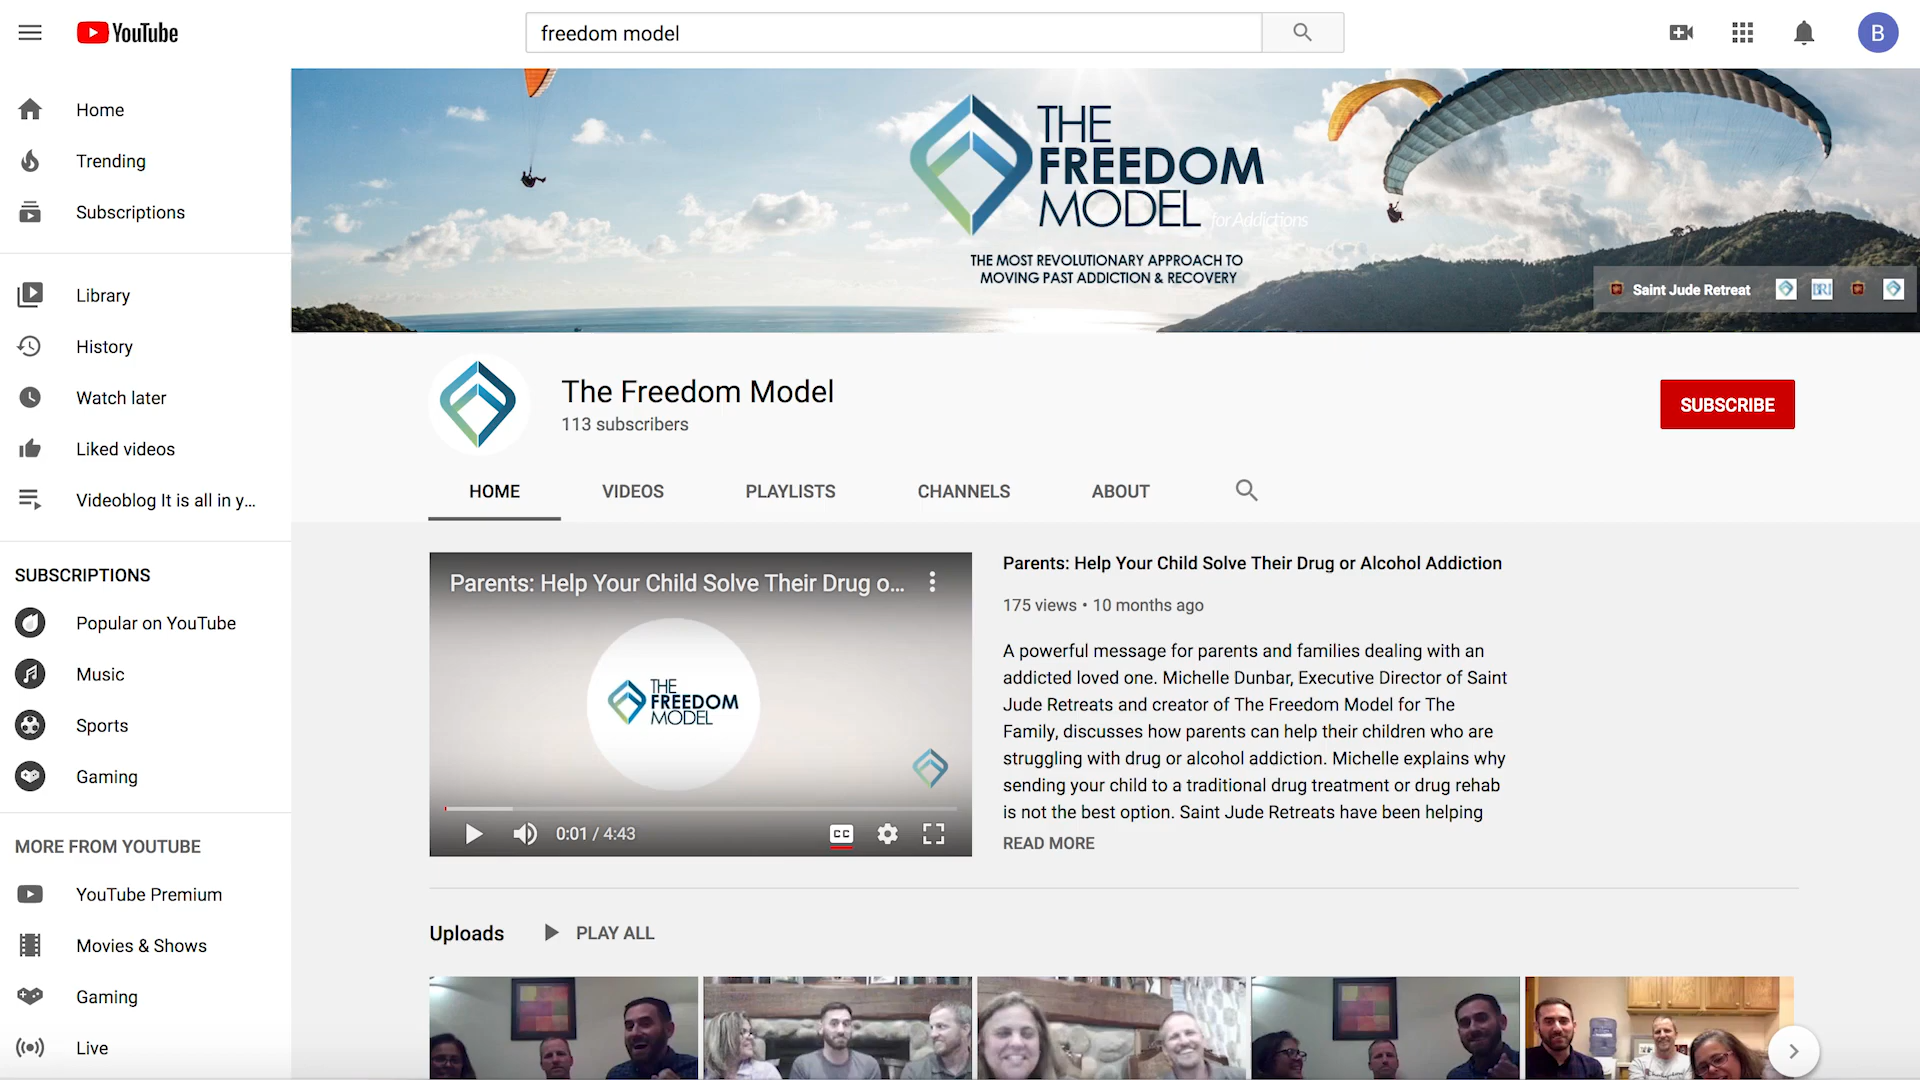 YouTube
freedom model
B
Home
Trending
Subscriptions
Library
History
Watch later
Liked videos
Videoblog It is all in y...
SUBSCRIPTIONS
Popular on YouTube
Music
Sports
Gaming
MORE FROM YOUTUBE
YouTube Premium
Movies & Shows
Gaming
Live
THE
FREEDOM
MODEL for Addictions
THE MOST REVOLUTIONARY APPROACH TO
MOVING PAST ADDICTION & RECOVERY
Saint Jude Retreat
BRI
The Freedom Model
113 subscribers
SUBSCRIBE
HOME
VIDEOS
PLAYLISTS
CHANNELS
ABOUT
Parents: Help Your Child Solve Their Drug o...
THE
FREEDOM
MODEL
0:01 / 4:43
CC
Parents: Help Your Child Solve Their Drug or Alcohol Addiction
175 views • 10 months ago
A powerful message for parents and families dealing with an
addicted loved one. Michelle Dunbar, Executive Director of Saint
Jude Retreats and creator of The Freedom Model for The
Family, discusses how parents can help their children who are
struggling with drug or alcohol addiction. Michelle explains why
sending your child to a traditional drug treatment or drug rehab
is not the best option. Saint Jude Retreats have been helping
READ MORE
Uploads
PLAY ALL